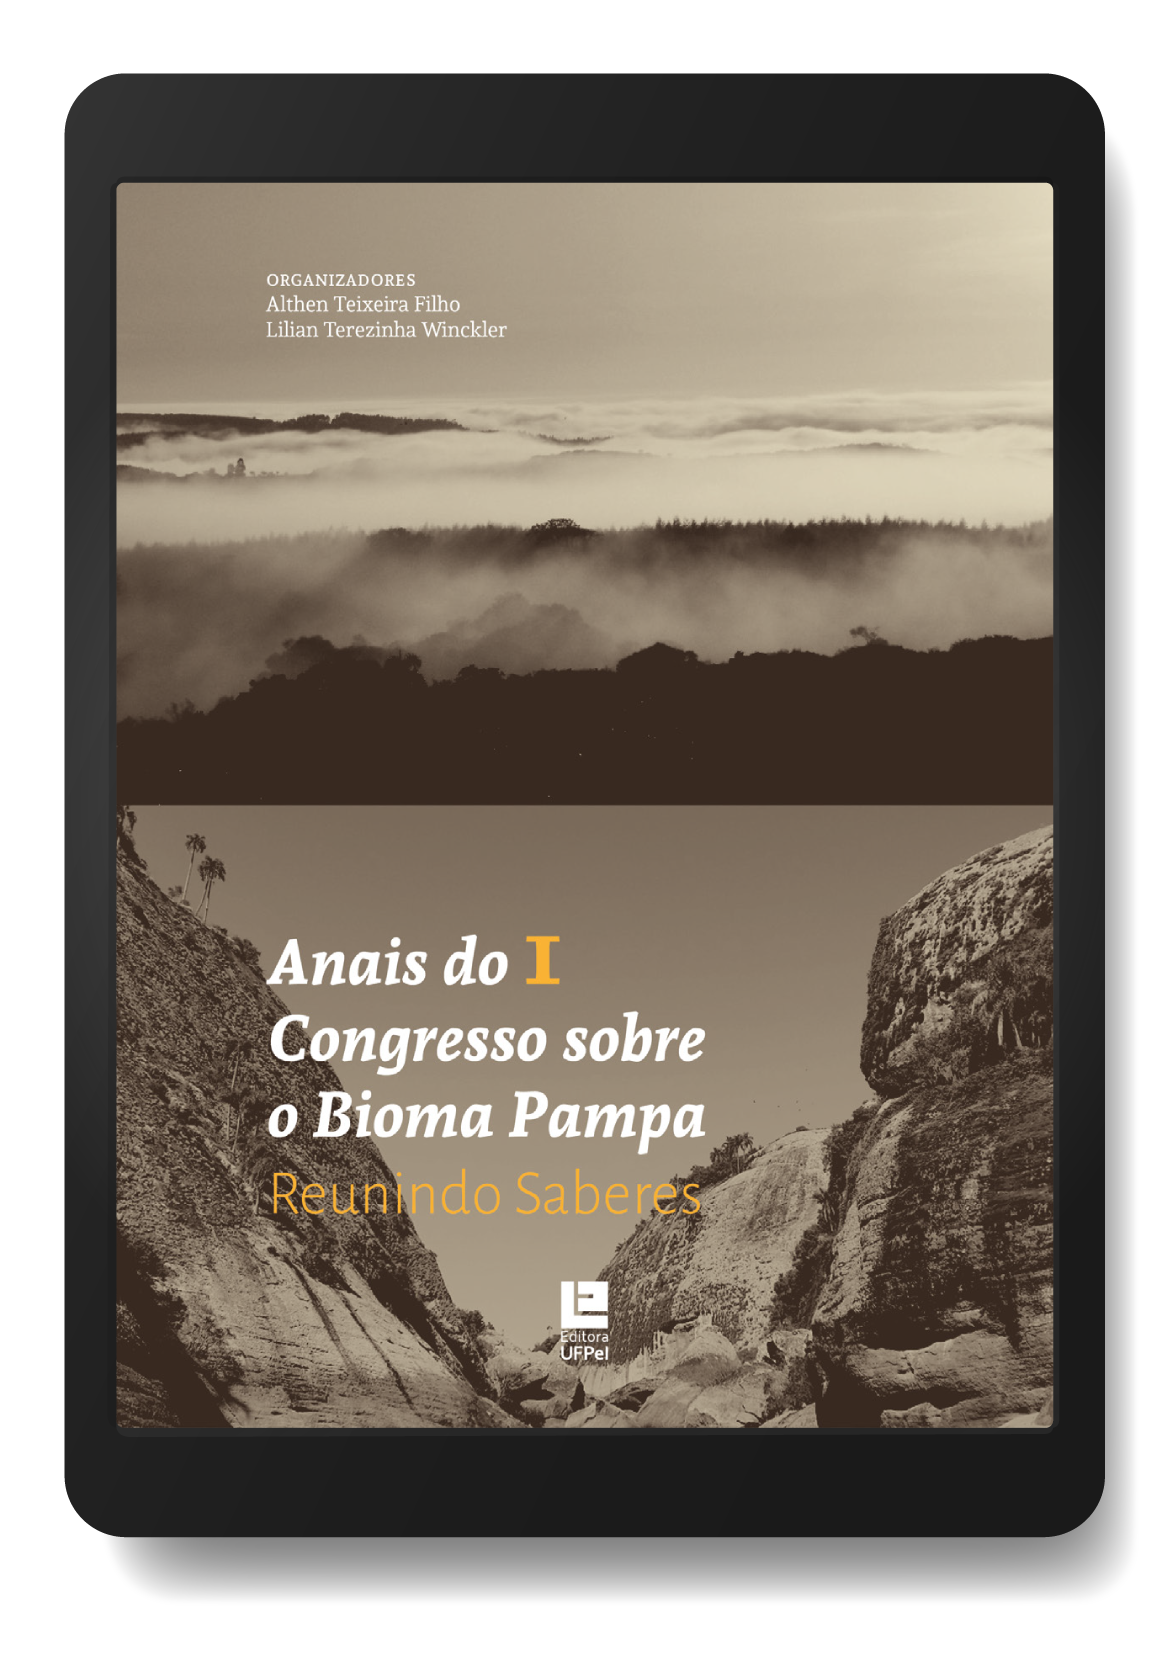 ORGANIZADORES
Althen Teixeira Filho
Lilian Terezinha Winckler
Anais do I
Congresso sobre
o Bioma Pampa
Reunindo Saberes
Editora
UFPel